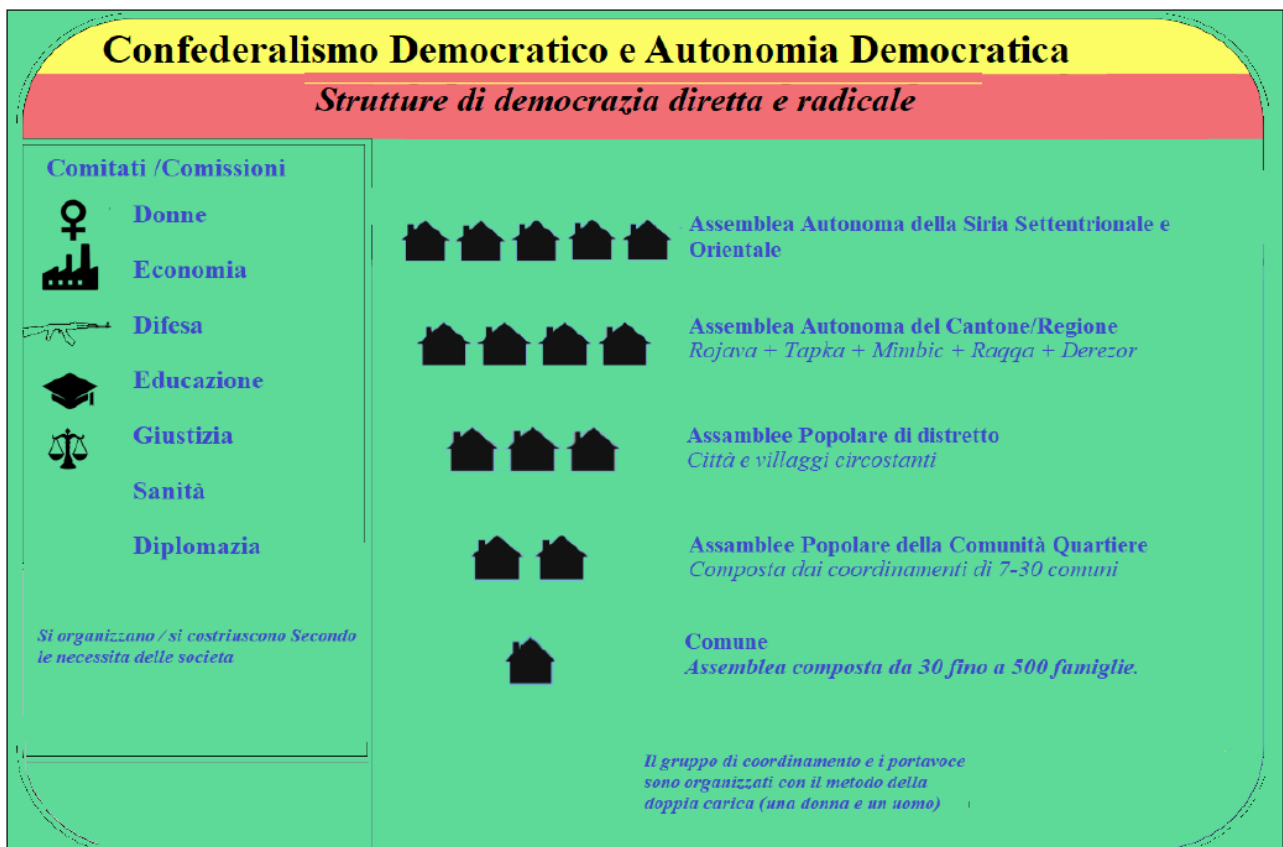 Confederalismo Democratico e Autonomia Democratica
Strutture di democrazia diretta e radicale
Comitati /Comissioni
Donne
Economia
Difesa
Educazione
Giustizia
Sanità
Diplomazia
Si organizzano / si costriuscono Secondo
le necessita delle societa
Assemblea Autonoma della Siria Settentrionale e
Orientale
Assemblea Autonoma del Cantone/Regione
Rojava + Tapka + Mimbic + Raqqa + Derezor
Assamblee Popolare di distretto
Città e villaggi circostanti
Assamblee Popolare della Comunità Quartiere
Composta dai coordinamenti di 7-30 comuni
Comune
Assemblea composta da 30 fino a 500 famiglie.
Il gruppo di coordinamento e i portavoce
sono organizzati con il metodo della
doppia carica (una donna e un uomo)